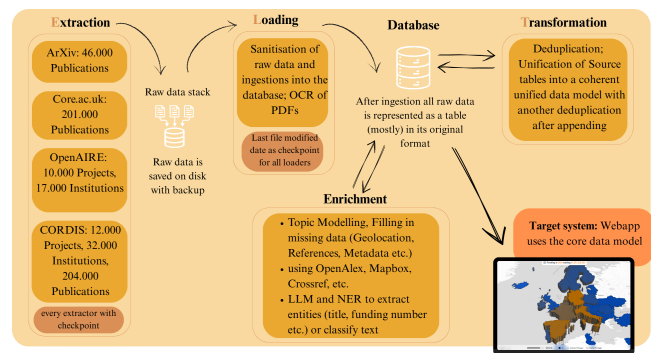 Extraction
ArXiv: 46.000
Publications
Core.ac.uk:
201.000
Publications
OpenAIRE:
10.000 Projects,
17.000 Institutions
CORDIS: 12.000
Projects, 32.000
Institutions,
204.000
Publications
every extractor with
checkpoint
Raw data stack
Raw data is
saved on disk
with backup
Loading
Sanitisation of
raw data and
ingestions into the
database; OCR of
PDFs
Last file modified
date as checkpoint
for all loaders
Database
After ingestion all raw data
is represented as a table
(mostly) in its original
format
Transformation
Deduplication;
Unification of Source
tables into a coherent
unified data model with
another deduplication
after appending
Enrichment
• Topic Modelling, Filling in
missing data (Geolocation,
References, Metadata etc.)
• using OpenAlex, Mapbox,
Crossref, etc.
• LLM and NER to extract
entities (title, funding number
etc.) or classify text
Target system: Webapp
uses the core data model